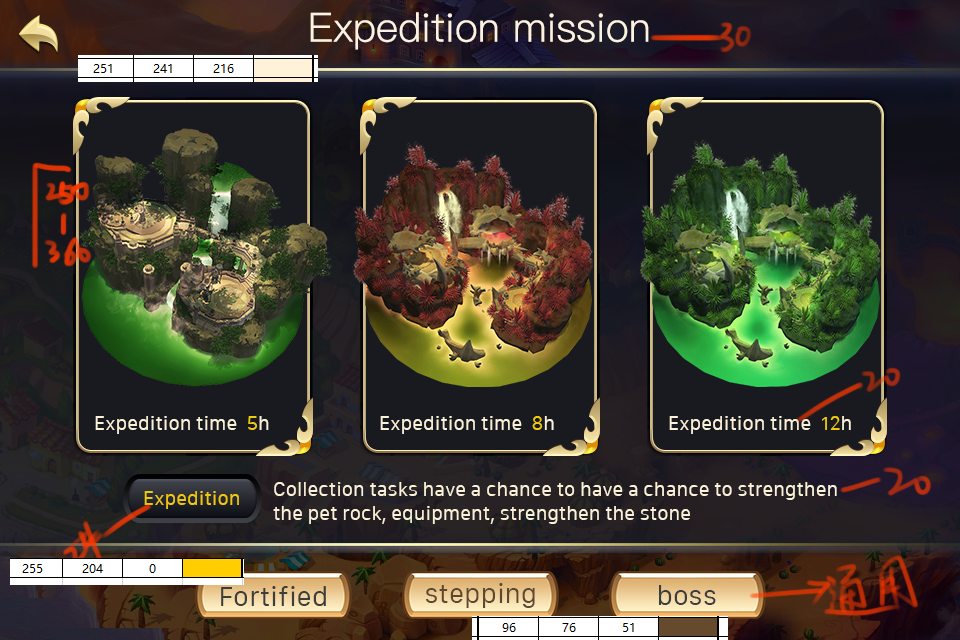 Expedition mission 30
251 241 216
250
-
360
Expedition time 5h
Expedition time 8h
Expedition time 12h
20
Expedition
Collection tasks have a chance to have a chance to strengthen
the pet rock, equipment, strengthen the stone
20
24
255 204 0
Fortified
stepping
boss
通用
96 76 51